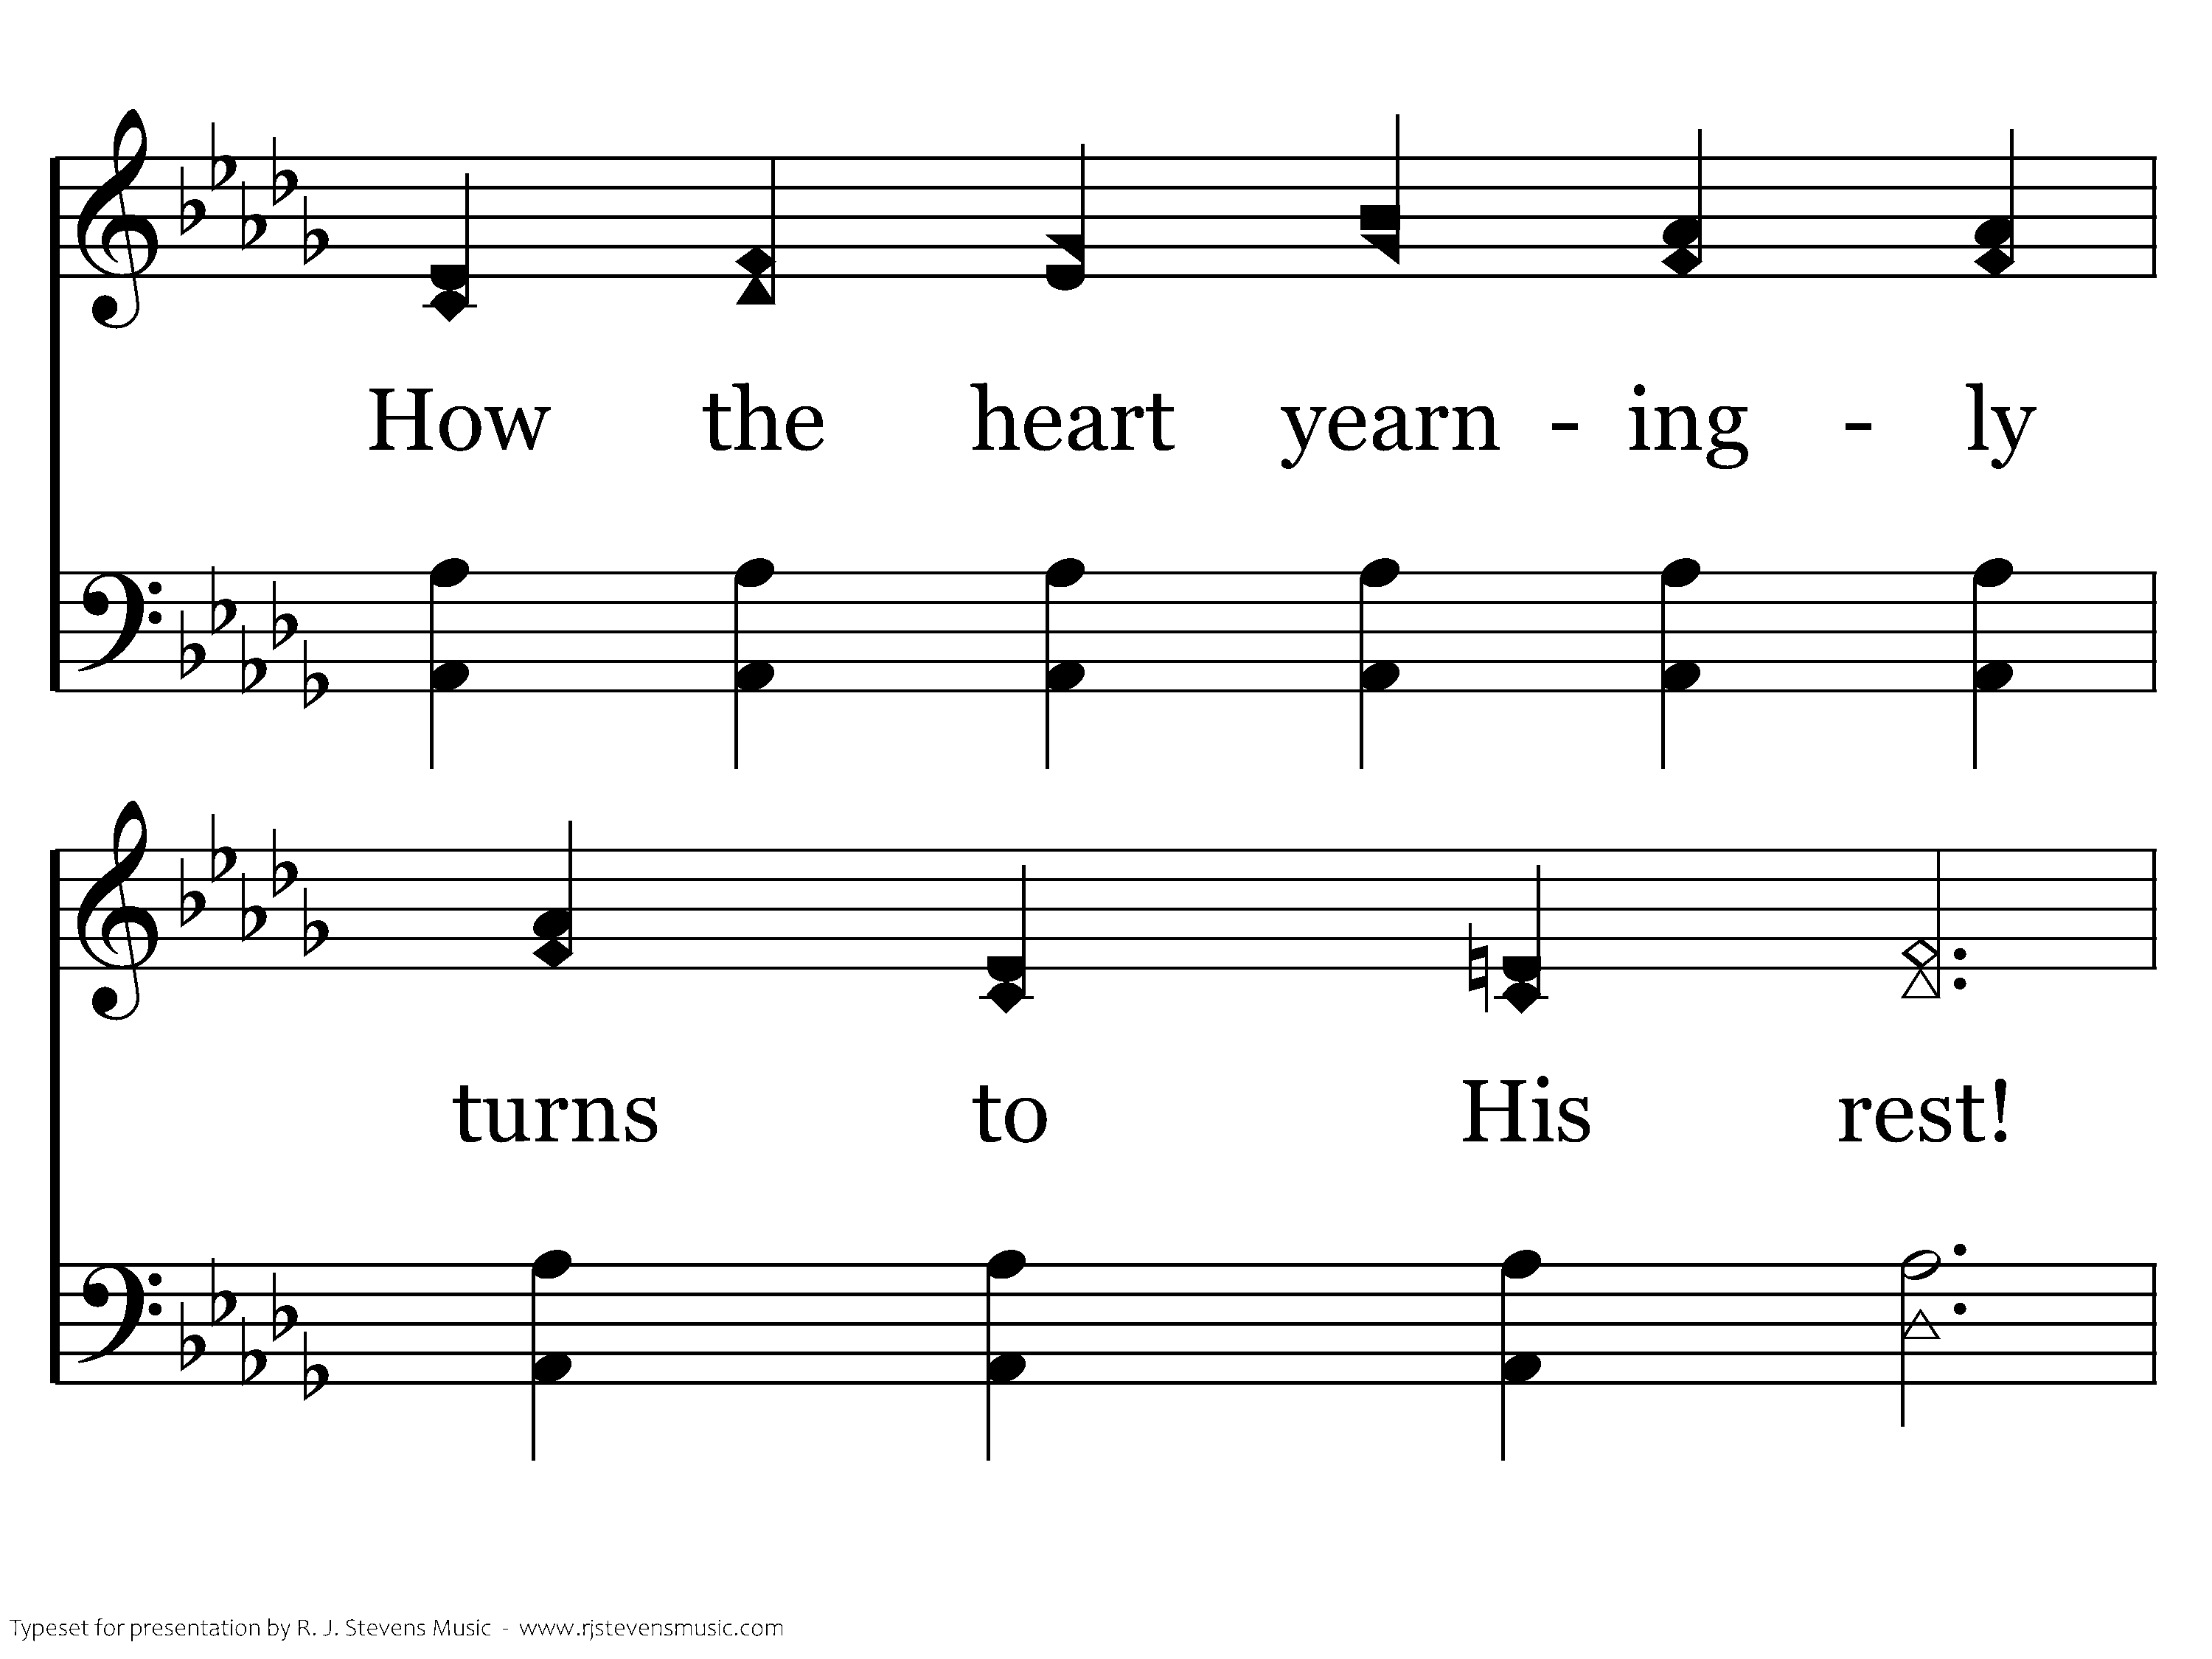 How the heart yearn - ing - ly
turns to His rest!
Typeset for presentation by R. J. Stevens Music - www.rjstevensmusic.com